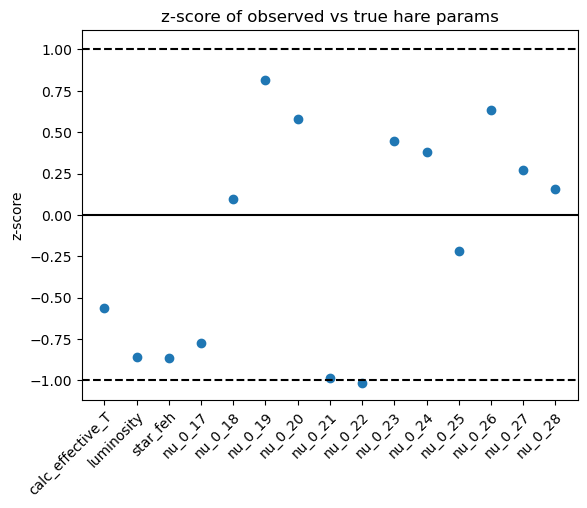 z-score of observed vs true hare params
1.00
0.75
0.50
0.25
0.00
−0.25
−0.50
−0.75
−1.00
z-score
calc_effective_T
luminosity
star_feh
nu_0_17
nu_0_18
nu_0_19
nu_0_20
nu_0_21
nu_0_22
nu_0_23
nu_0_24
nu_0_25
nu_0_26
nu_0_27
nu_0_28